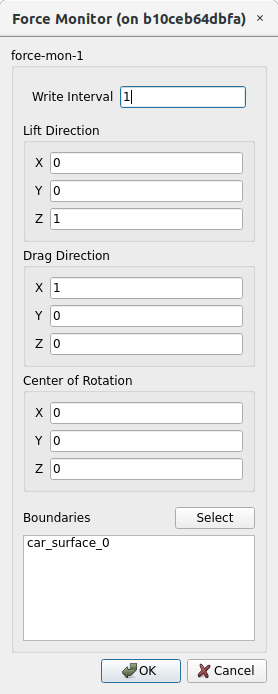 Force Monitor (on b10ceb64dbfa) ×
force-mon-1
Write Interval 1
Lift Direction
X 0
Y 0
Z 1
Drag Direction
X 1
Y 0
Z 0
Center of Rotation
X 0
Y 0
Z 0
Boundaries Select
car_surface_0
OK Cancel